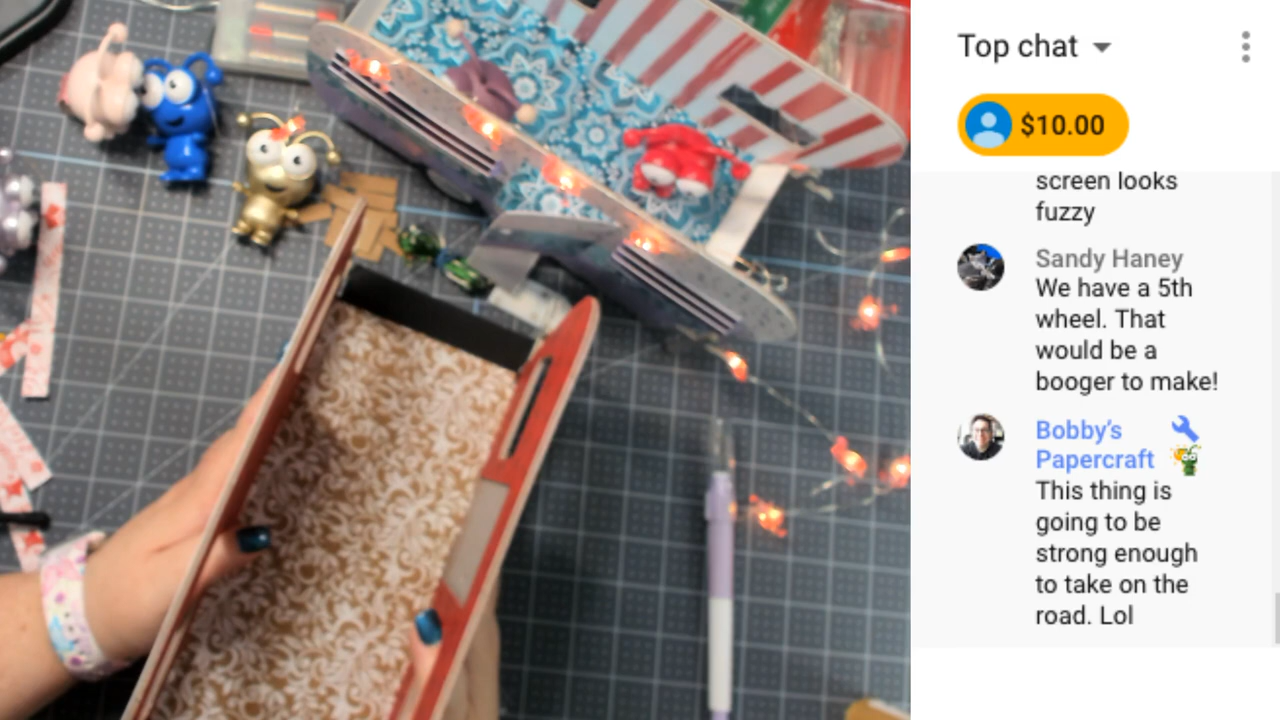 Top chat
$10.00
screen looks
fuzzy
Sandy Haney
We have a 5th
wheel. That
would be a
booger to make!
Bobby's
Papercraft
This thing is
going to be
strong enough
to take on the
road. Lol